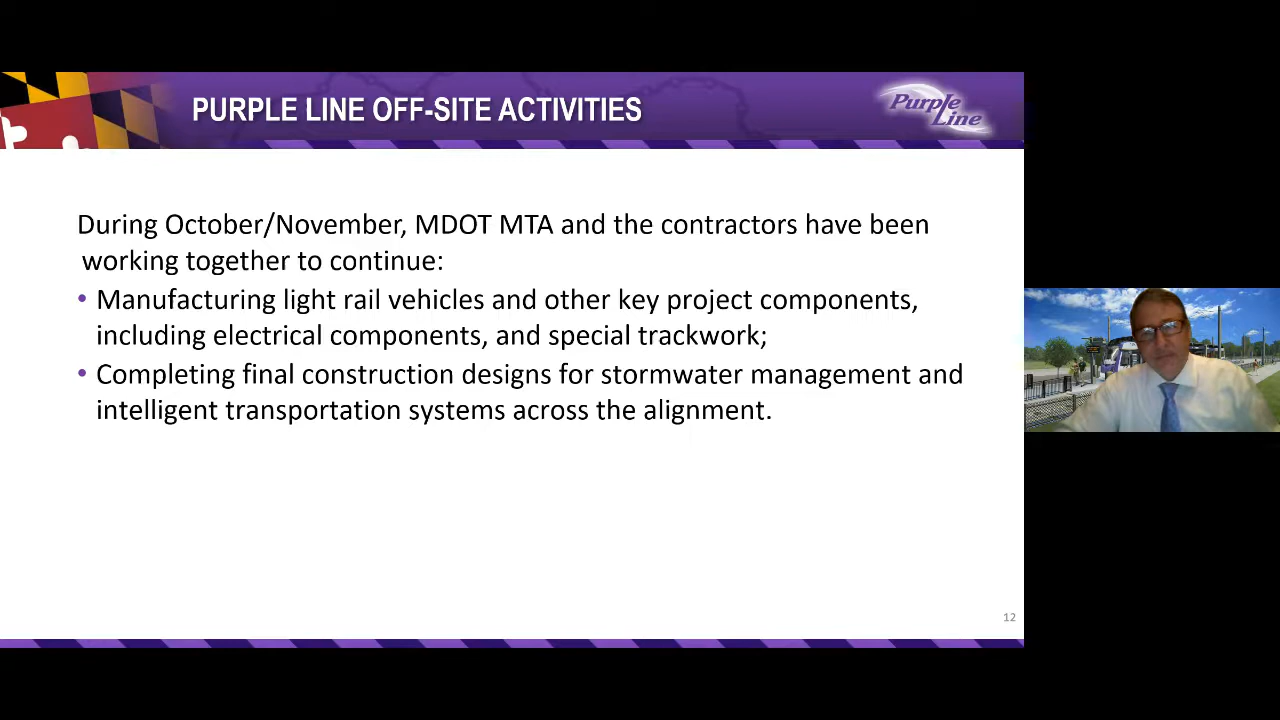 PURPLE LINE OFF-SITE ACTIVITIES
Purple
Line
During October/November, MDOT MTA and the contractors have been
working together to continue:
• Manufacturing light rail vehicles and other key project components,
including electrical components, and special trackwork;
• Completing final construction designs for stormwater management and
intelligent transportation systems across the alignment.
12